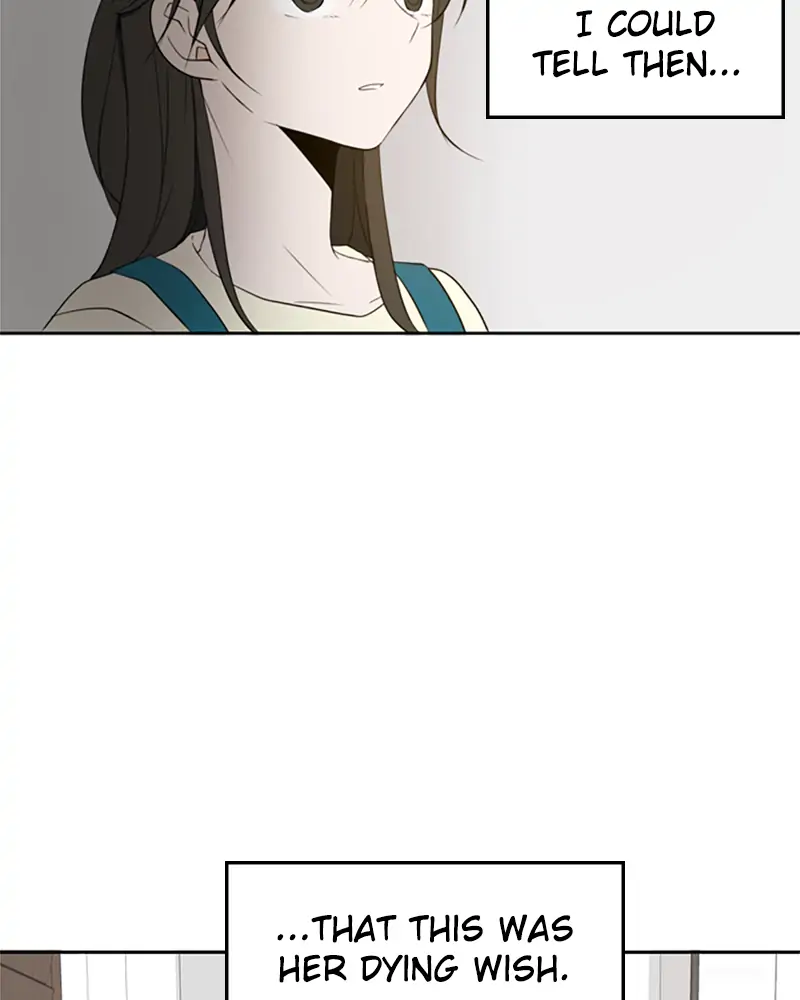 I COULD
TELL THEN...
...THAT THIS WAS
HER DYING WISH.